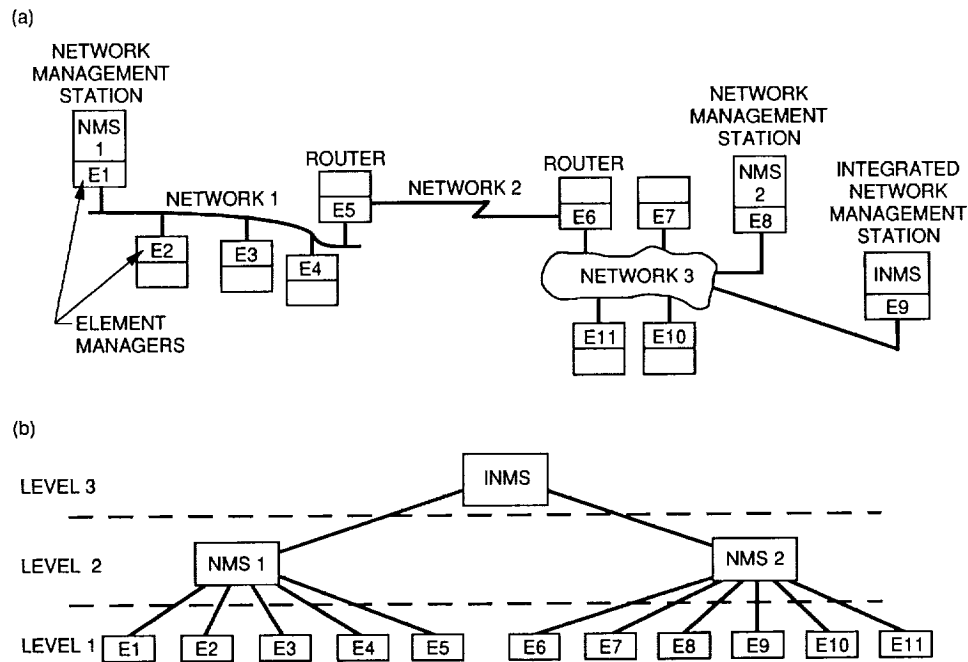 (a)
NETWORK
MANAGEMENT
STATION
NMS
1
E1
NETWORK 1
E2
E3
E4
ELEMENT
MANAGERS
ROUTER
E5
NETWORK 2
ROUTER
E6
E7
NETWORK
MANAGEMENT
STATION
NMS
2
E8
INTEGRATED
NETWORK
MANAGEMENT
STATION
INMS
E9
NETWORK 3
E11
E10
(b)
LEVEL 3
INMS
LEVEL 2
NMS 1
NMS 2
LEVEL 1
E1
E2
E3
E4
E5
E6
E7
E8
E9
E10
E11